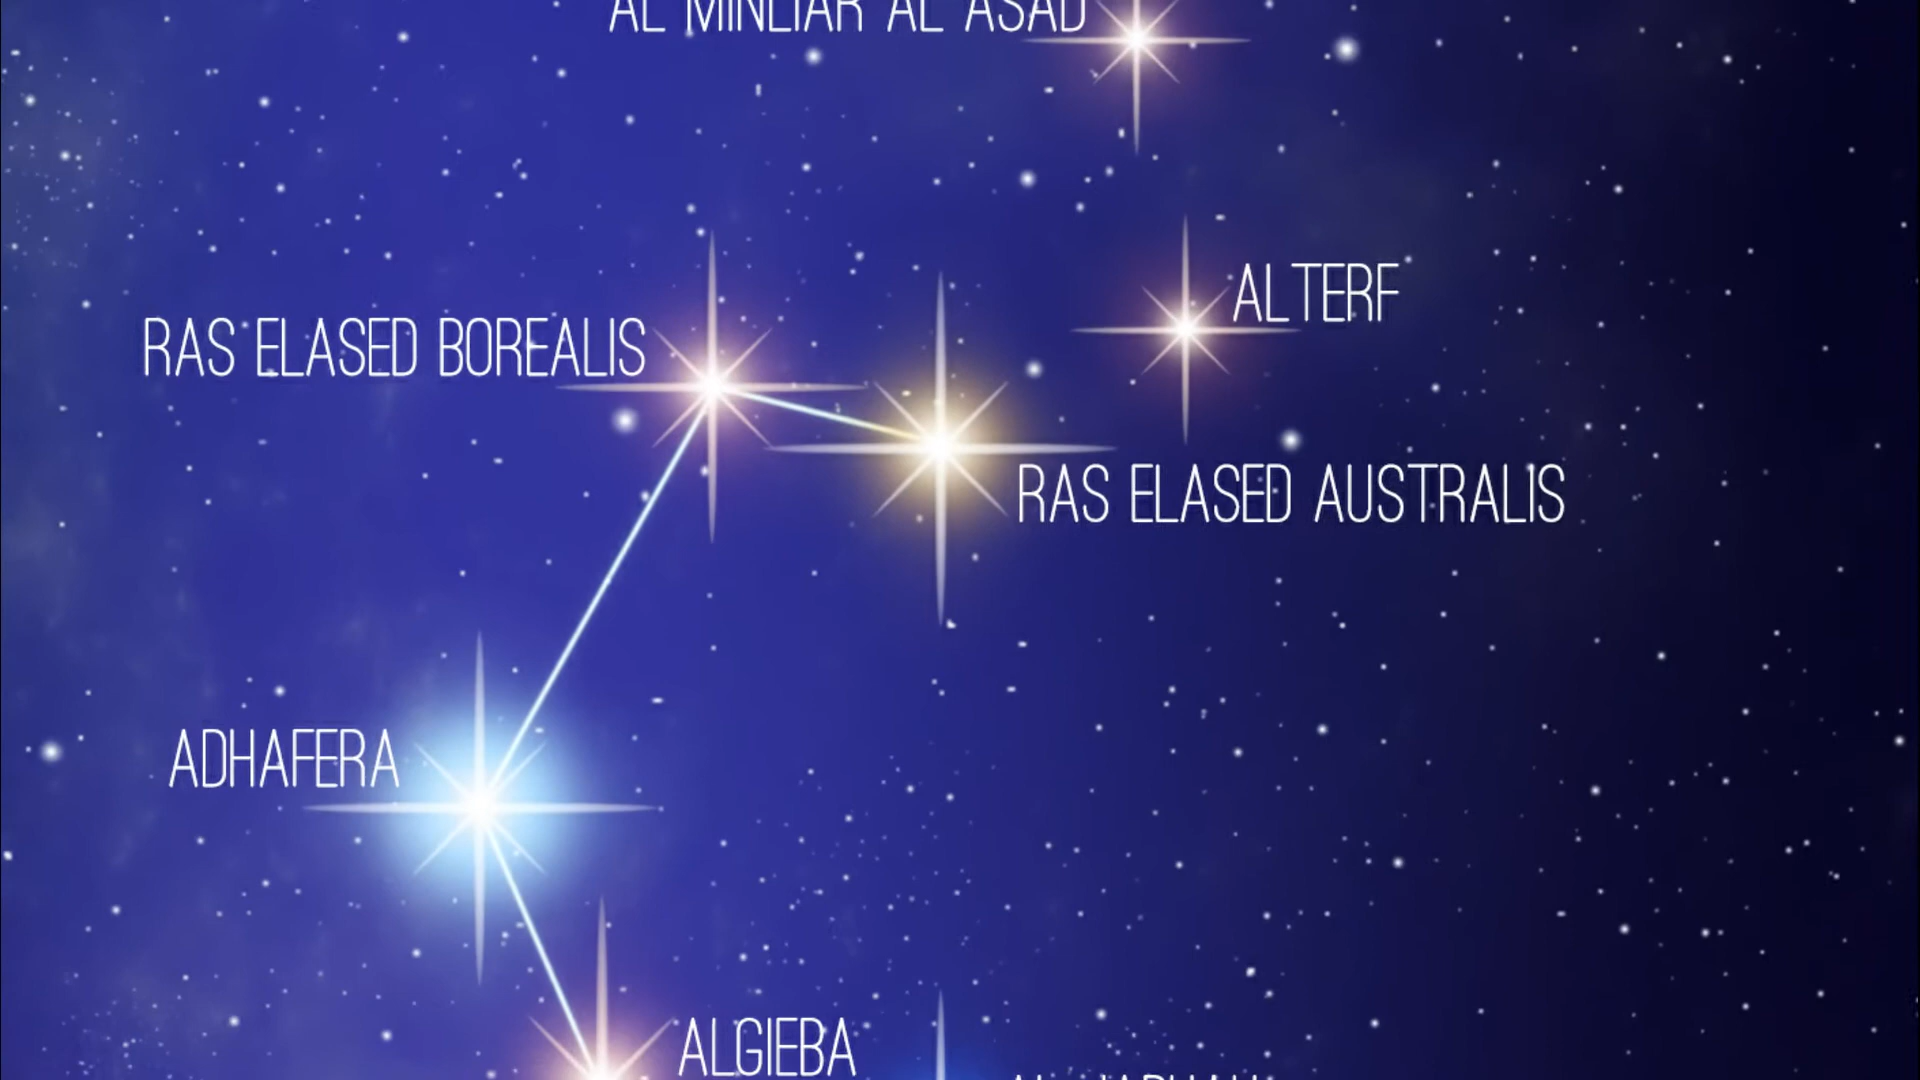 AL MINLIAR AL ASAD
ALTERF
RAS ELASED BOREALIS
RAS ELASED AUSTRALIS
ADHAFERA
ALGIEBA